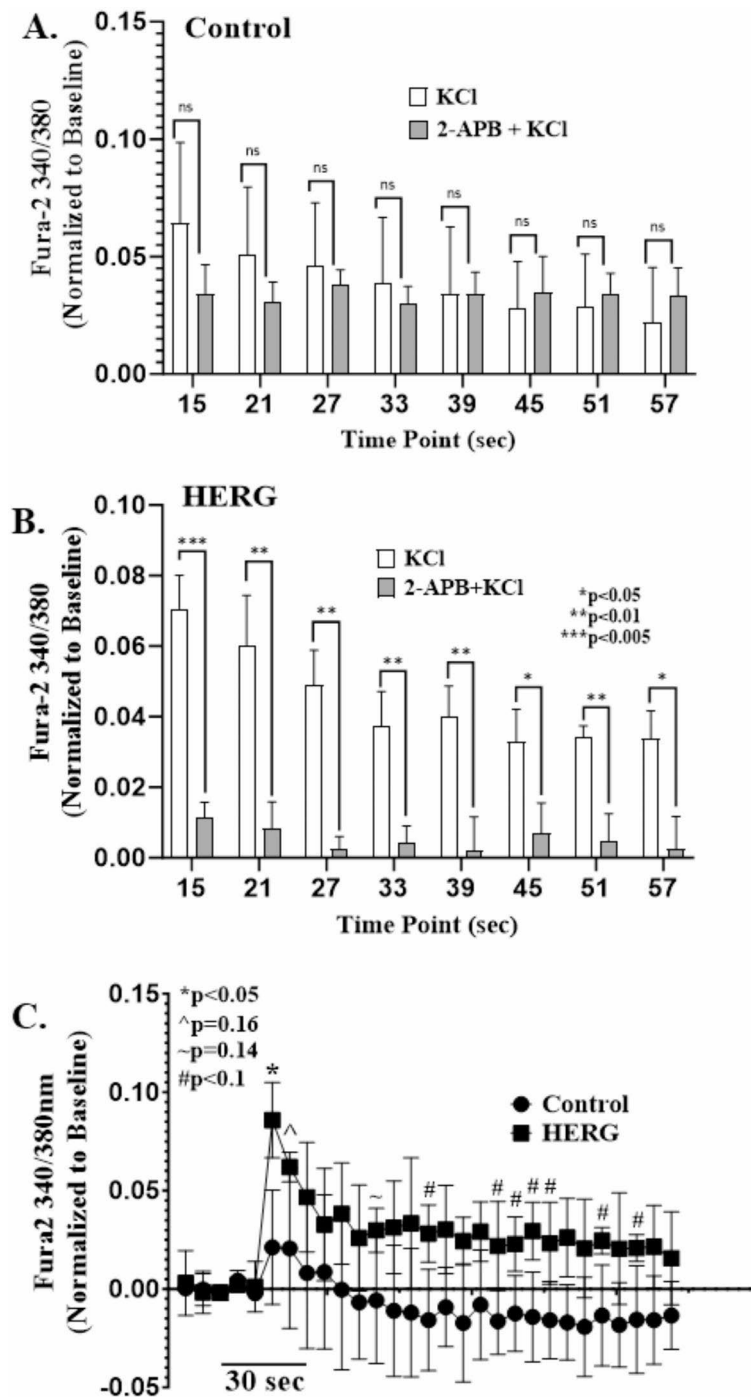 A.
Control
Fura-2 340/380
(Normalized to Baseline)
0.15
0.10
0.05
0.00
KCl
2-APB + KCl
ns ns ns ns ns ns ns ns
15 21 27 33 39 45 51 57
Time Point (sec)
B.
HERG
Fura-2 340/380
(Normalized to Baseline)
0.10
0.08
0.06
0.04
0.02
0.00
KCl
2-APB+KCl
*p<0.05
**p<0.01
***p<0.005
*** ** ** ** ** * ** *
15 21 27 33 39 45 51 57
Time Point (sec)
C.
Fura2 340/380nm
(Normalized to Baseline)
0.15
0.10
0.05
0.00
-0.05
*p<0.05
^p=0.16
~p=0.14
#p<0.1
Control
HERG
* ^ ~ # # # # # # #
30 sec